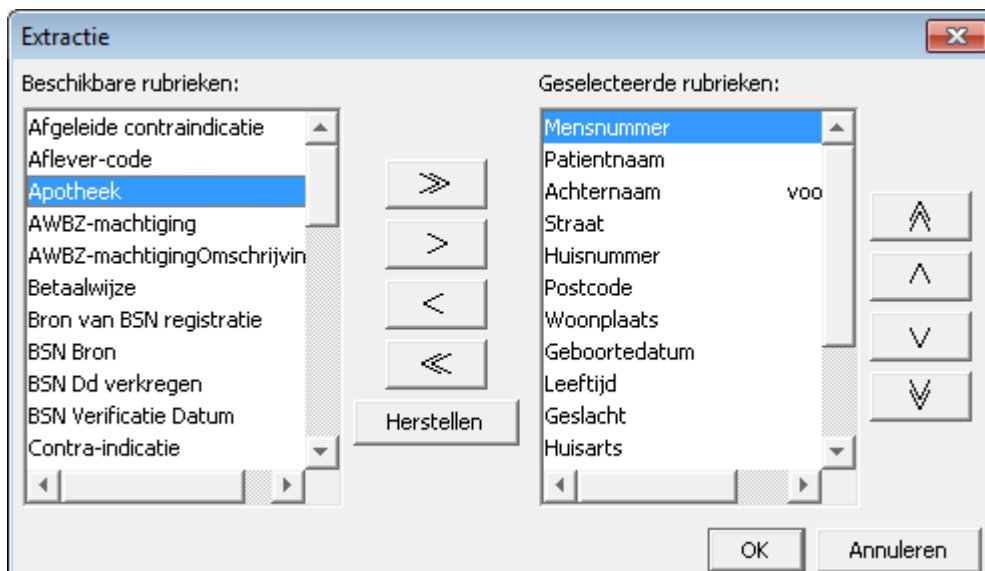 Extractie
Beschikbare rubrieken:
Afgeleide contraindicatie
Aflever-code
Apotheek
AWBZ-machtiging
AWBZ-machtigingOmschrijvin
Betaalwijze
Bron van BSN registratie
BSN Bron
BSN Dd verkregen
BSN Verificatie Datum
Contra-indicatie
>>
>
<
<<
Herstellen
Geselecteerde rubrieken:
Mensnummer
Patientnaam
Achternaam voo
Straat
Huisnummer
Postcode
Woonplaats
Geboortedatum
Leeftijd
Geslacht
Huisarts
OK Annuleren